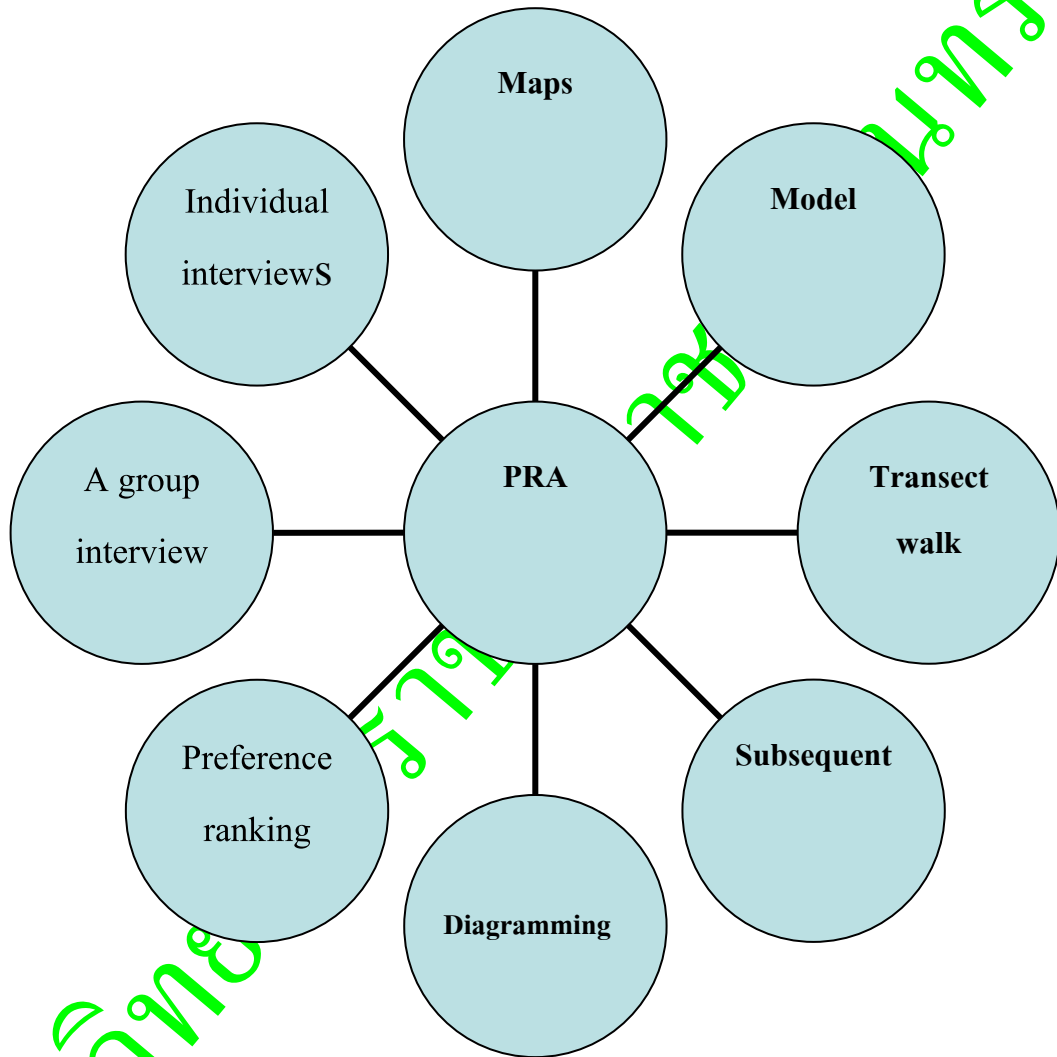 Maps
Model
Transect
walk
Subsequent
Diagramming
Preference
ranking
A group
interview
Individual
interviewS
PRA